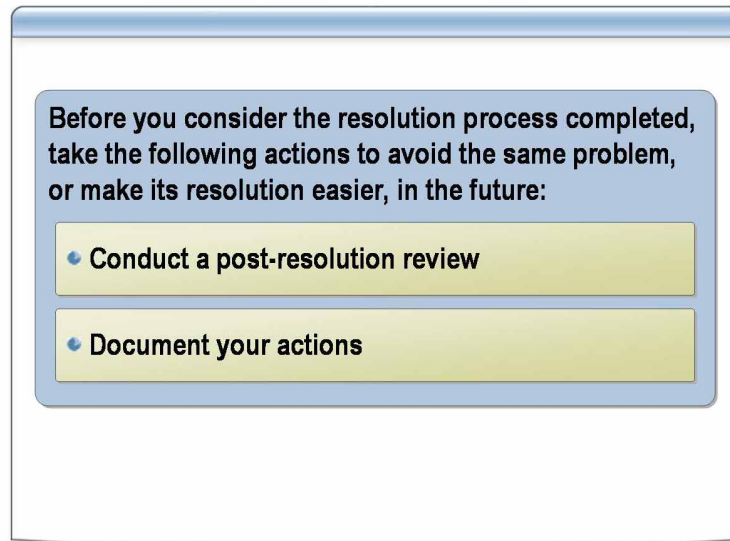 Before you consider the resolution process completed,
take the following actions to avoid the same problem,
or make its resolution easier, in the future:
Conduct a post-resolution review
Document your actions